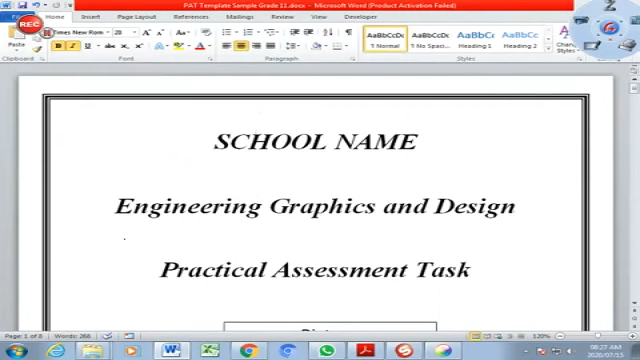 PAT Template Sample Grade 11.docx - Microsoft Word (Product Activation Failed)
REC
Home Insert Page Layout References Mailings Review View Developer
Paste
Times New Rom
AaBbCcDc AaBbCcDc AaBbC AaBbCc
¶ Normal ¶ No Spaci... Heading 1 Heading 2
Change
Styles
Clipboard Font Paragraph Styles
SCHOOL NAME
Engineering Graphics and Design
Practical Assessment Task
Page: 1 of 8 Words: 268 120%
08:27 AM
2020/07/15